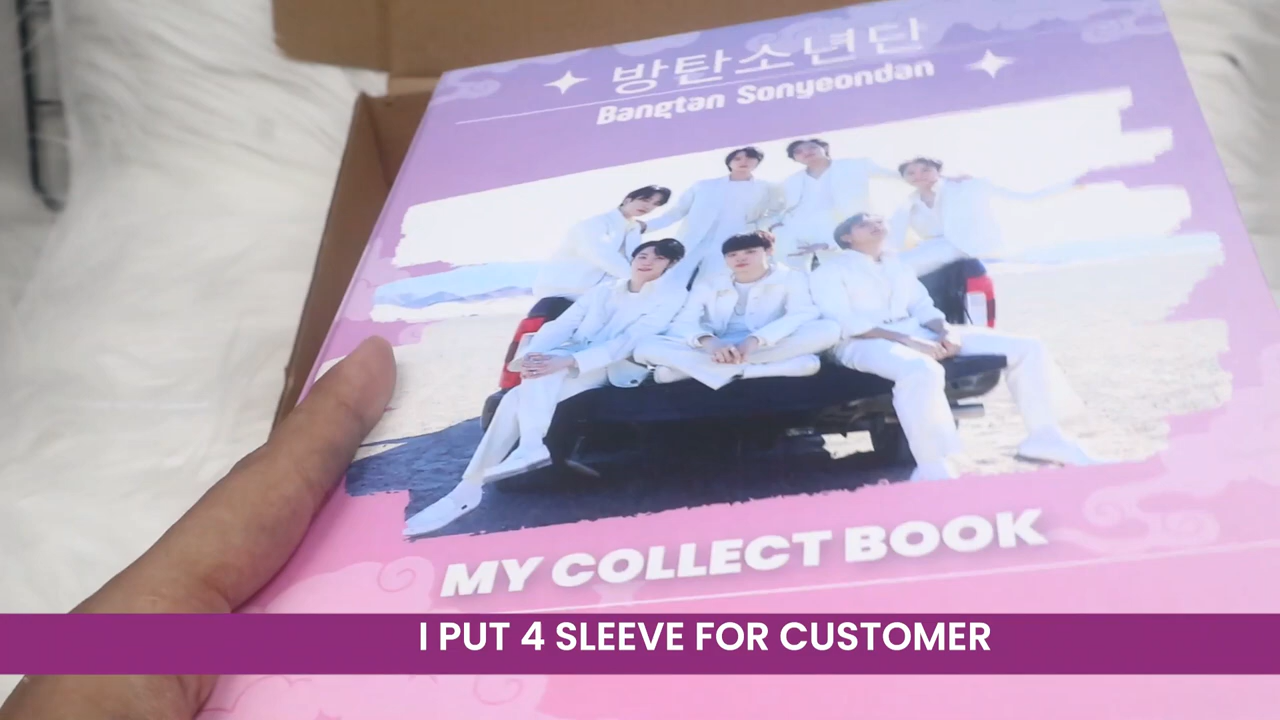 방탄소년단
Bangtan Sonyeondan
MY COLLECT BOOK
I PUT 4 SLEEVE FOR CUSTOMER